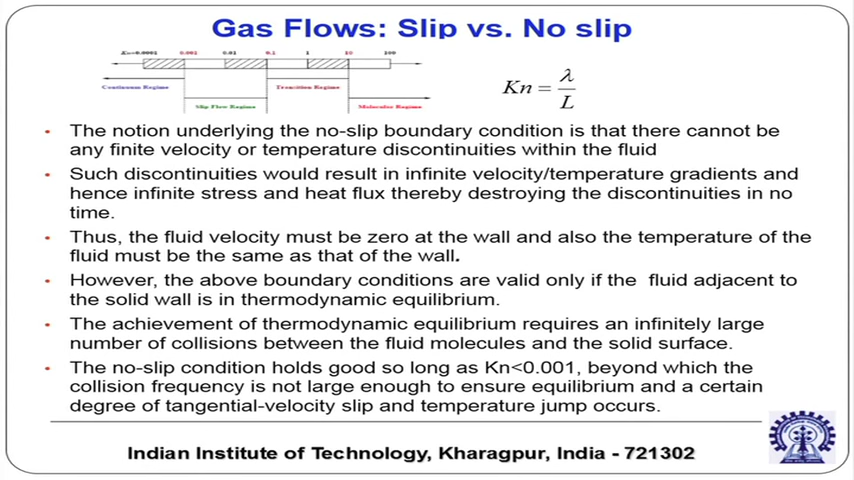 Gas Flows: Slip vs. No slip
Kn=0.0001 0.001 0.01 0.1 1 10 100
Continuum Regime
Transition Regime
Slip Flow Regime
Molecular Regime
Kn = λ / L
• The notion underlying the no-slip boundary condition is that there cannot be
any finite velocity or temperature discontinuities within the fluid
• Such discontinuities would result in infinite velocity/temperature gradients and
hence infinite stress and heat flux thereby destroying the discontinuities in no
time.
• Thus, the fluid velocity must be zero at the wall and also the temperature of the
fluid must be the same as that of the wall.
• However, the above boundary conditions are valid only if the fluid adjacent to
the solid wall is in thermodynamic equilibrium.
• The achievement of thermodynamic equilibrium requires an infinitely large
number of collisions between the fluid molecules and the solid surface.
• The no-slip condition holds good so long as Kn<0.001, beyond which the
collision frequency is not large enough to ensure equilibrium and a certain
degree of tangential-velocity slip and temperature jump occurs.
Indian Institute of Technology, Kharagpur, India - 721302